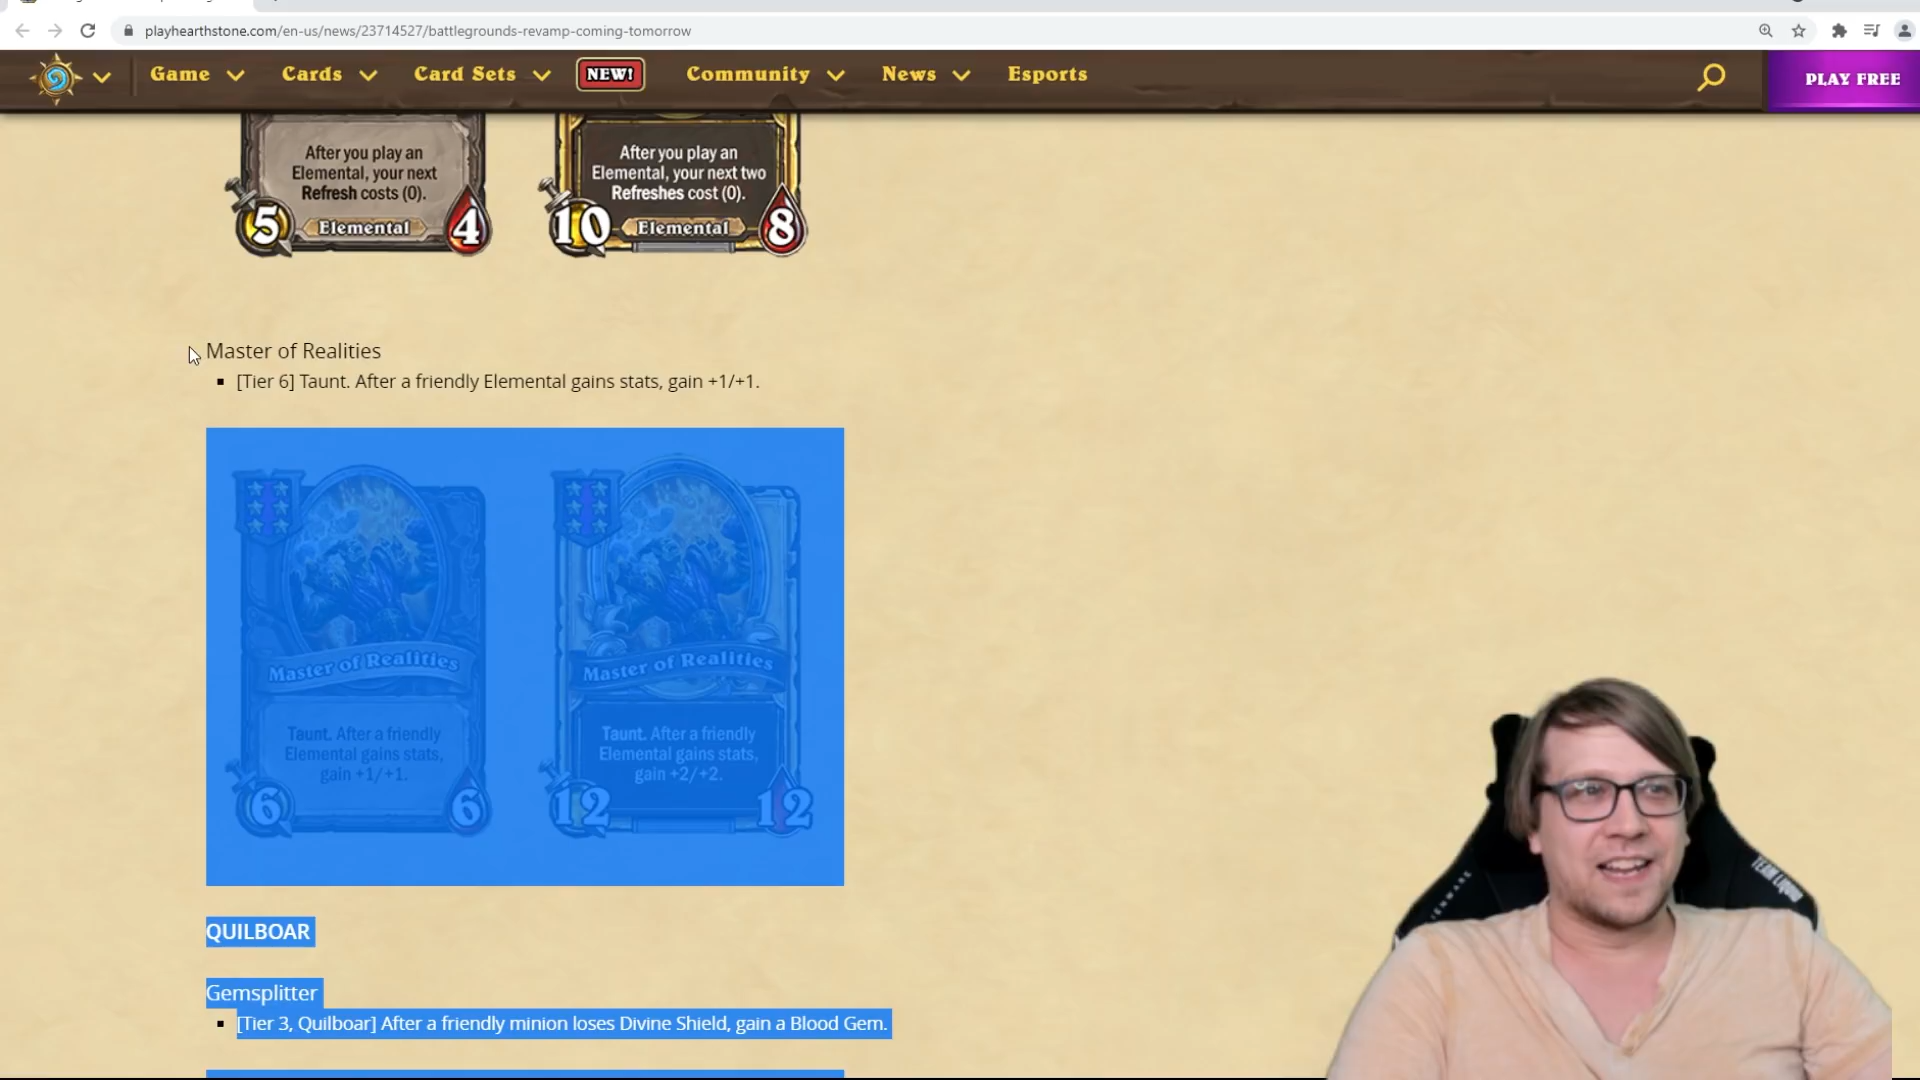 playhearthstone.com/en-us/news/23714527/battlegrounds-revamp-coming-tomorrow
Game
Cards
Card Sets
NEW!
Community
News
Esports
PLAY FREE
After you play an
Elemental, your next
Refresh costs (0).
5
Elemental
4
After you play an
Elemental, your next two
Refreshes cost (0).
10
Elemental
8
Master of Realities
[Tier 6] Taunt. After a friendly Elemental gains stats, gain +1/+1.
Master of Realities
Taunt. After a friendly
Elemental gains stats,
gain +1/+1.
6
6
Master of Realities
Taunt. After a friendly
Elemental gains stats,
gain +2/+2.
12
12
QUILBOAR
Gemsplitter
[Tier 3, Quilboar] After a friendly minion loses Divine Shield, gain a Blood Gem.
TEAM LIQUID